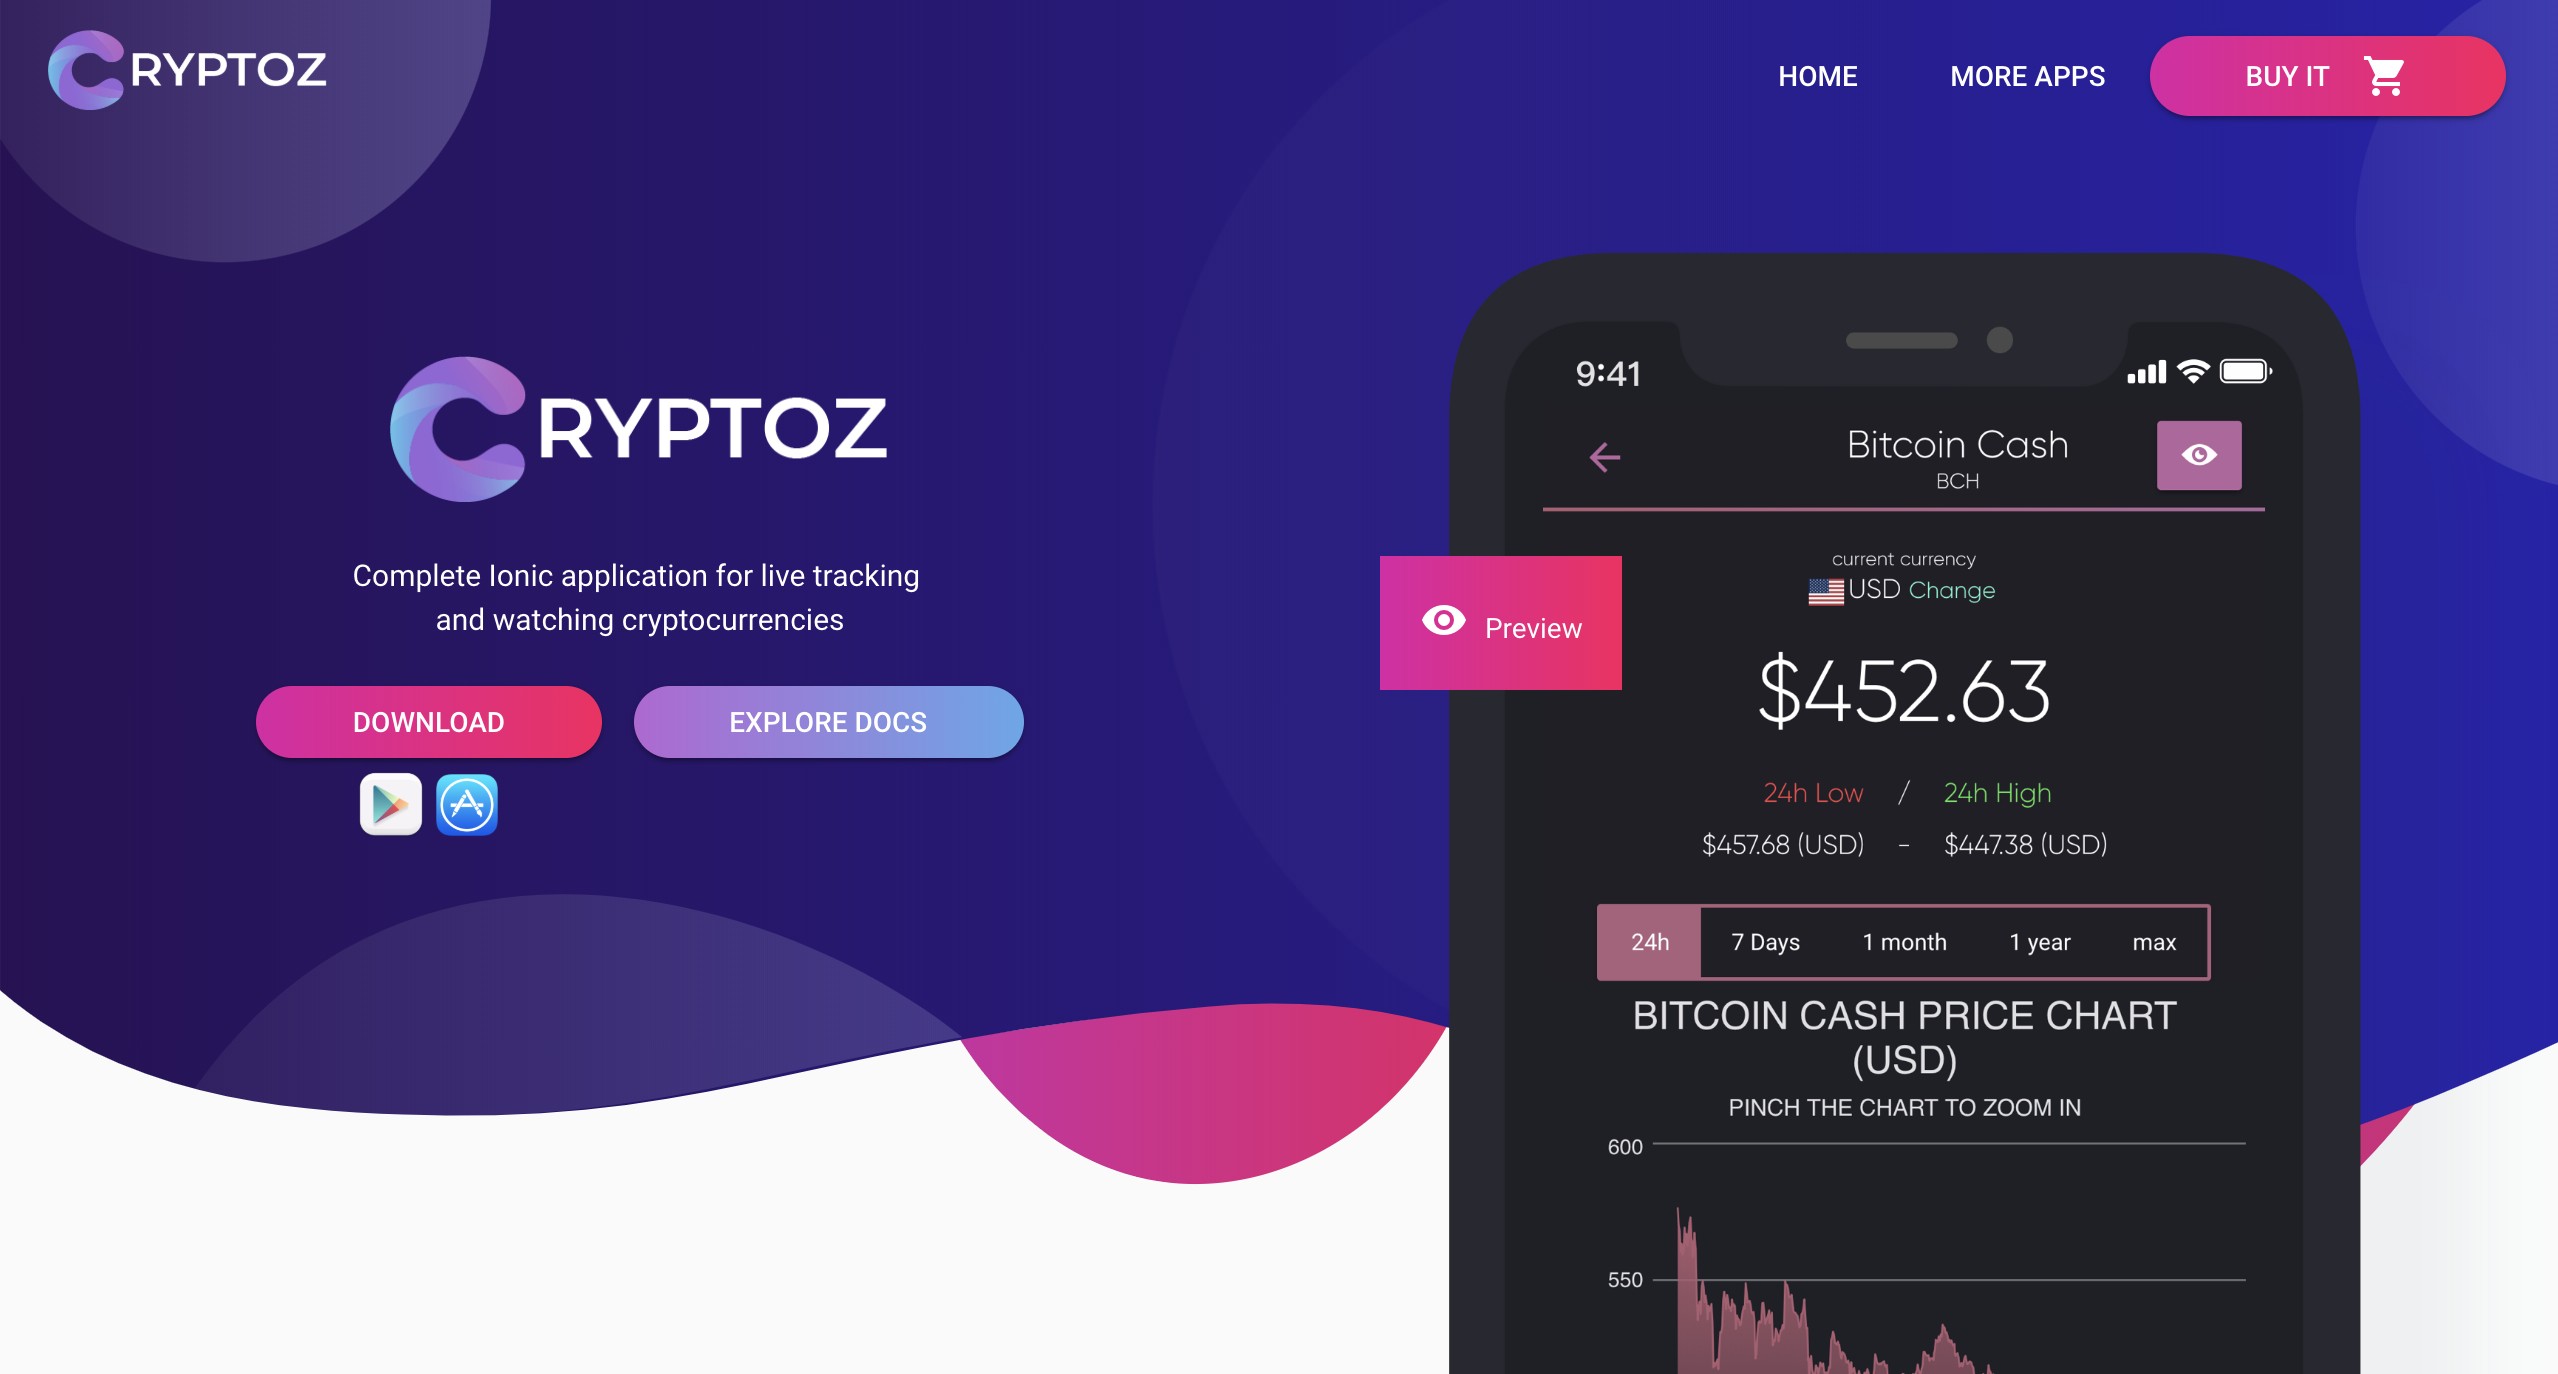 CRYPTOZ
HOME
MORE APPS
BUY IT
CRYPTOZ
Complete Ionic application for live tracking
and watching cryptocurrencies
DOWNLOAD
EXPLORE DOCS
Preview
9:41
Bitcoin Cash
BCH
current currency
USD Change
$452.63
24h Low / 24h High
$457.68 (USD) - $447.38 (USD)
24h 7 Days 1 month 1 year max
BITCOIN CASH PRICE CHART
(USD)
PINCH THE CHART TO ZOOM IN
600
550